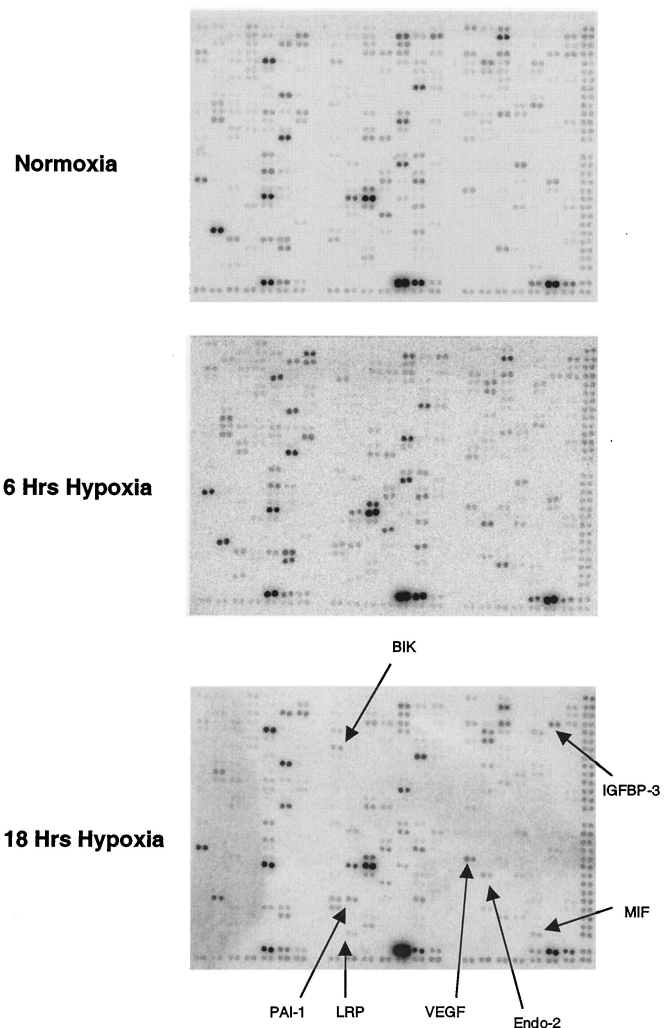 Normoxia
6 Hrs Hypoxia
BIK
IGFBP-3
18 Hrs Hypoxia
MIF
PAI-1
LRP
VEGF
Endo-2